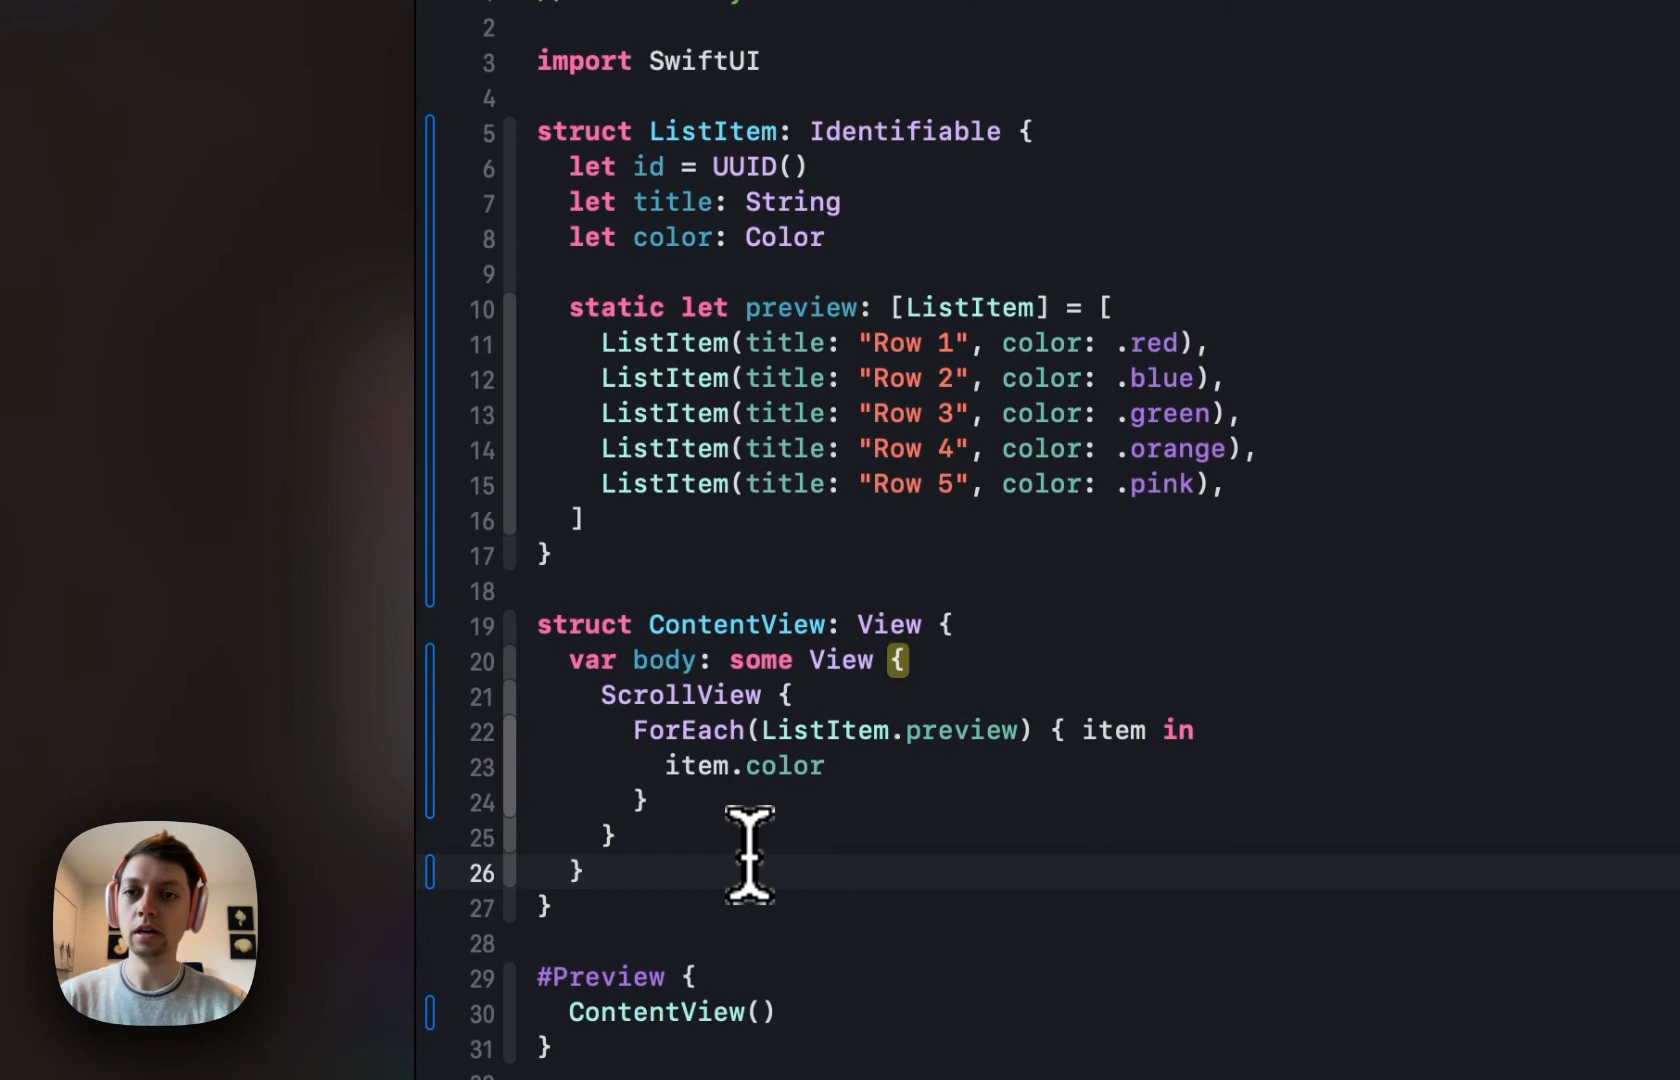 2
3 import SwiftUI
4
5 struct ListItem: Identifiable {
6 let id = UUID()
7 let title: String
8 let color: Color
9
10 static let preview: [ListItem] = [
11 ListItem(title: "Row 1", color: .red),
12 ListItem(title: "Row 2", color: .blue),
13 ListItem(title: "Row 3", color: .green),
14 ListItem(title: "Row 4", color: .orange),
15 ListItem(title: "Row 5", color: .pink),
16 ]
17 }
18
19 struct ContentView: View {
20 var body: some View {
21 ScrollView {
22 ForEach(ListItem.preview) { item in
23 item.color
24 }
25 }
26 }
27 }
28
29 #Preview {
30 ContentView()
31 }